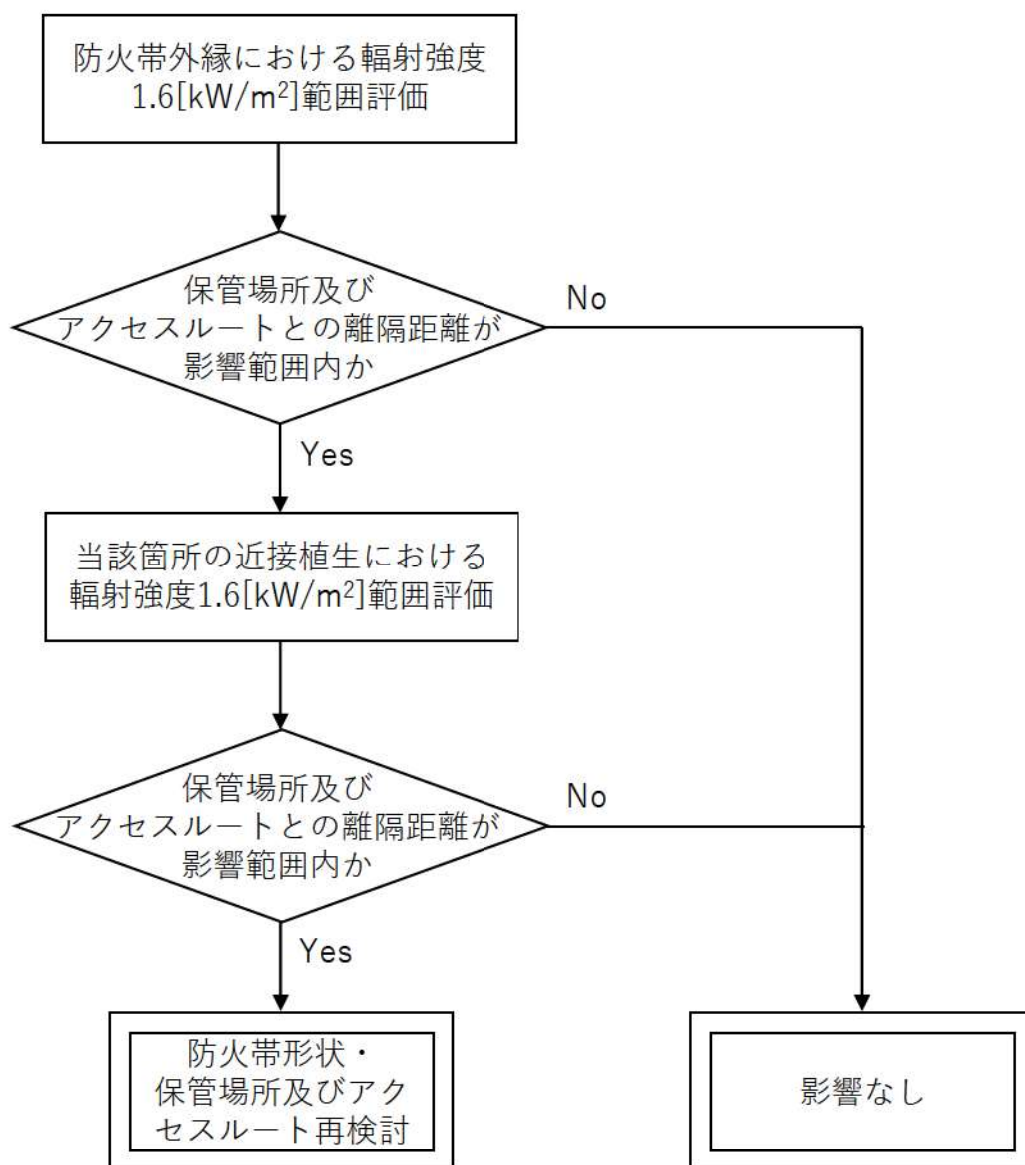 防火帯外縁における輻射強度
1.6[kW/m²]範囲評価
保管場所及び
アクセスルートとの離隔距離が
影響範囲内か
No
Yes
当該箇所の近接植生における
輻射強度1.6[kW/m²]範囲評価
保管場所及び
アクセスルートとの離隔距離が
影響範囲内か
No
Yes
防火帯形状・
保管場所及びアク
セスルート再検討
影響なし